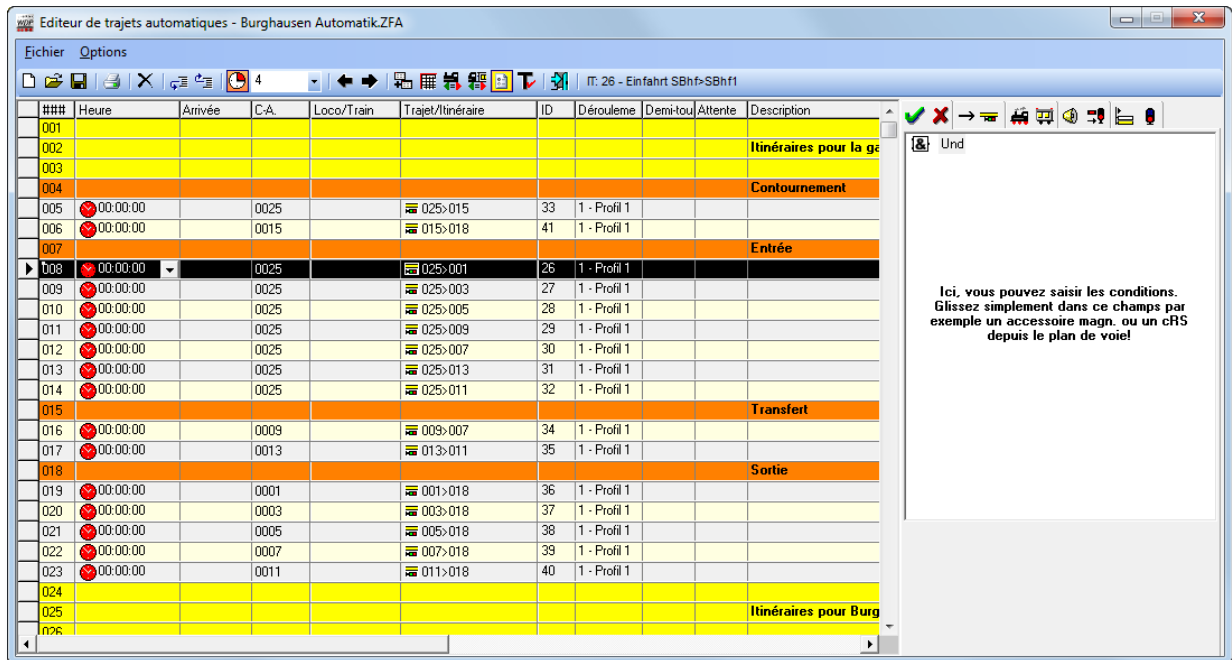 Editeur de trajets automatiques - Burghausen Automatik.ZFA
Fichier Options
4 IT: 26 - Einfahrt SBhf>SBhf1
### Heure Arrivée C-A. Loco/Train Trajet/Itinéraire ID Dérouleme Demi-tou Attente Description
001
002 Itinéraires pour la ga
003
004 Contournement
005 00:00:00 0025 025>015 33 1 - Profil 1
006 00:00:00 0015 015>018 41 1 - Profil 1
007 Entrée
008 00:00:00 0025 025>001 26 1 - Profil 1
009 00:00:00 0025 025>003 27 1 - Profil 1
010 00:00:00 0025 025>005 28 1 - Profil 1
011 00:00:00 0025 025>009 29 1 - Profil 1
012 00:00:00 0025 025>007 30 1 - Profil 1
013 00:00:00 0025 025>013 31 1 - Profil 1
014 00:00:00 0025 025>011 32 1 - Profil 1
015 Transfert
016 00:00:00 0009 009>007 34 1 - Profil 1
017 00:00:00 0013 013>011 35 1 - Profil 1
018 Sortie
019 00:00:00 0001 001>018 36 1 - Profil 1
020 00:00:00 0003 003>018 37 1 - Profil 1
021 00:00:00 0005 005>018 38 1 - Profil 1
022 00:00:00 0007 007>018 39 1 - Profil 1
023 00:00:00 0011 011>018 40 1 - Profil 1
024
025 Itinéraires pour Burg
026
& Und
Ici, vous pouvez saisir les conditions.
Glissez simplement dans ce champs par
exemple un accessoire magn. ou un cRS
depuis le plan de voie!